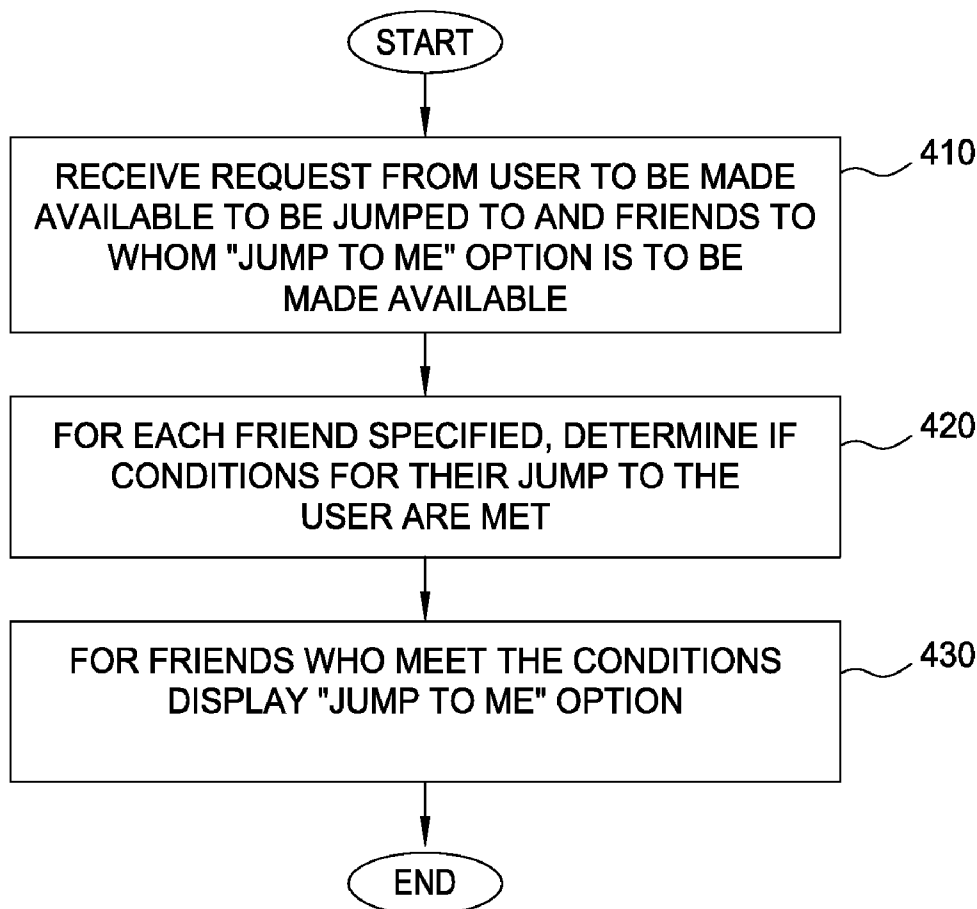 START
RECEIVE REQUEST FROM USER TO BE MADE
AVAILABLE TO BE JUMPED TO AND FRIENDS TO
WHOM "JUMP TO ME" OPTION IS TO BE
MADE AVAILABLE
410
FOR EACH FRIEND SPECIFIED, DETERMINE IF
CONDITIONS FOR THEIR JUMP TO THE
USER ARE MET
420
FOR FRIENDS WHO MEET THE CONDITIONS
DISPLAY "JUMP TO ME" OPTION
430
END